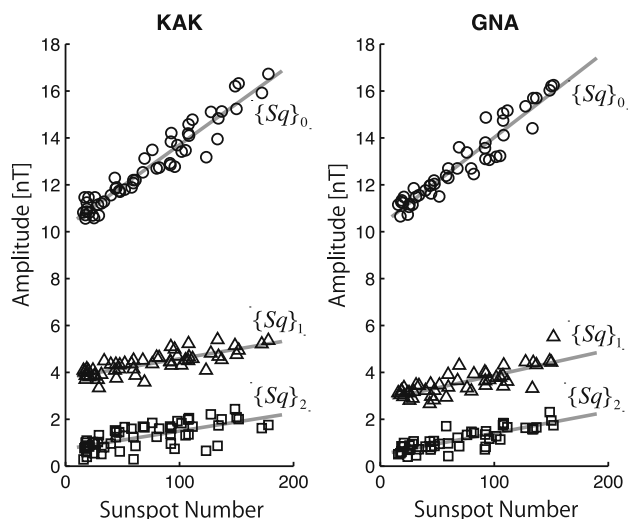 KAK
GNA
Amplitude [nT]
18
16
14
12
10
8
6
4
2
0
{Sq}0
{Sq}1
{Sq}2
0
100
200
Sunspot Number
Amplitude [nT]
18
16
14
12
10
8
6
4
2
0
{Sq}0
{Sq}1
{Sq}2
0
100
200
Sunspot Number